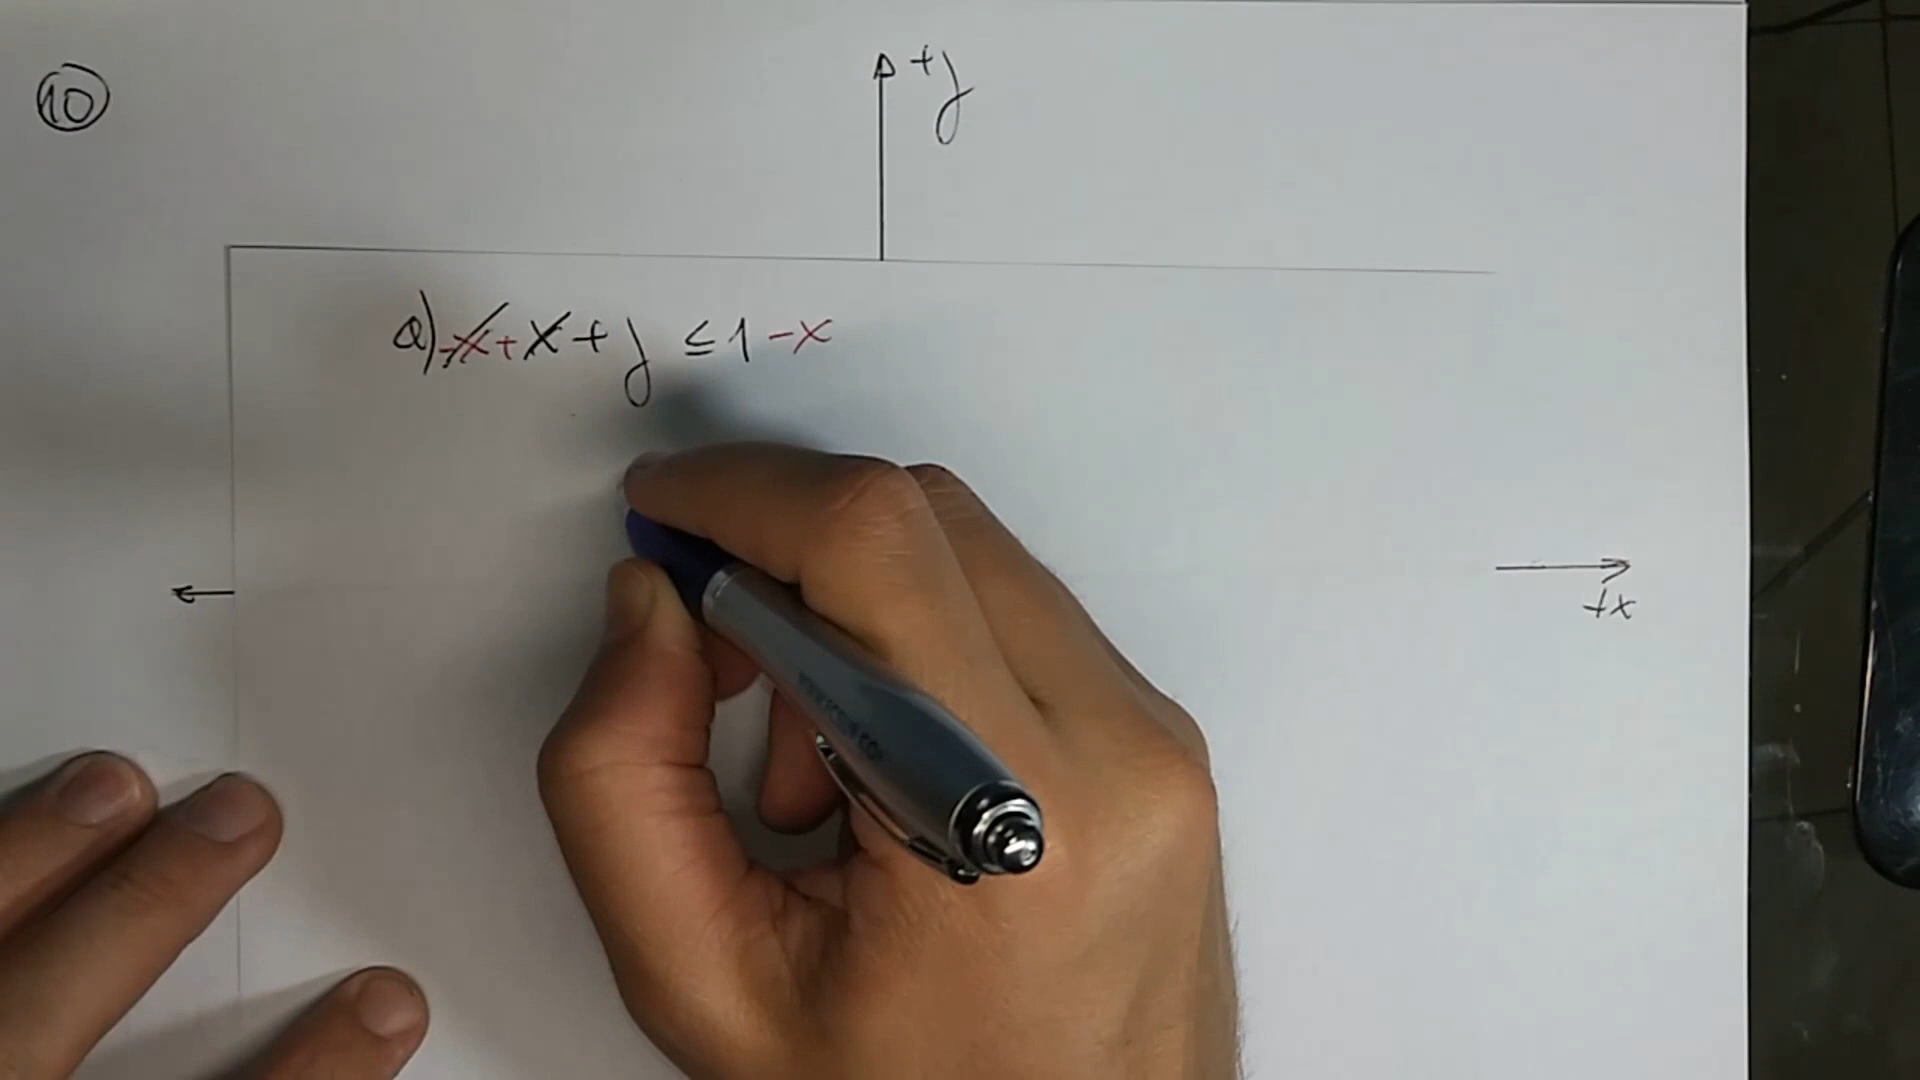 10
+y
a) -x + x + y ≤ 1 - x
+x